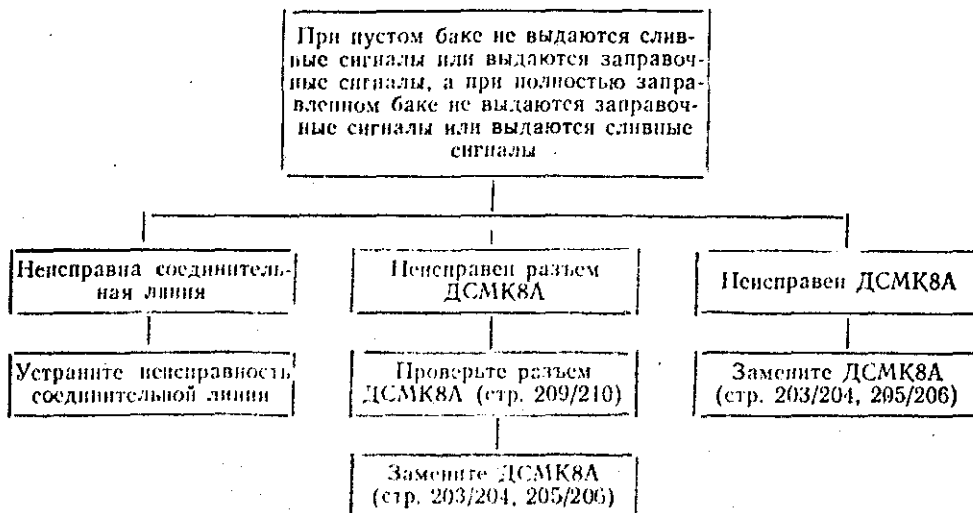 При пустом баке не выдаются слив-
ные сигналы или выдаются заправоч-
ные сигналы, а при полностью запра-
вленном баке не выдаются заправоч-
ные сигналы или выдаются сливные
сигналы
Неисправна соединитель-
ная линия
Неисправен разъем
ДСМК8А
Неисправен ДСМК8А
Устраните неисправность
соединительной линии
Проверьте разъем
ДСМК8А (стр. 209/210)
Замените ДСМК8А
(стр. 203/204, 205/206)
Замените ДСМК8А
(стр. 203/204, 205/206)